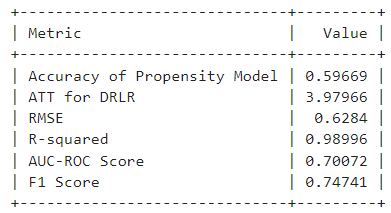 +------------------------------+---------+
| Metric                       |   Value |
+------------------------------+---------+
| Accuracy of Propensity Model | 0.59669 |
| ATT for DRLR                 | 3.97966 |
| RMSE                         |  0.6284 |
| R-squared                    | 0.98996 |
| AUC-ROC Score                | 0.70072 |
| F1 Score                     | 0.74741 |
+------------------------------+---------+